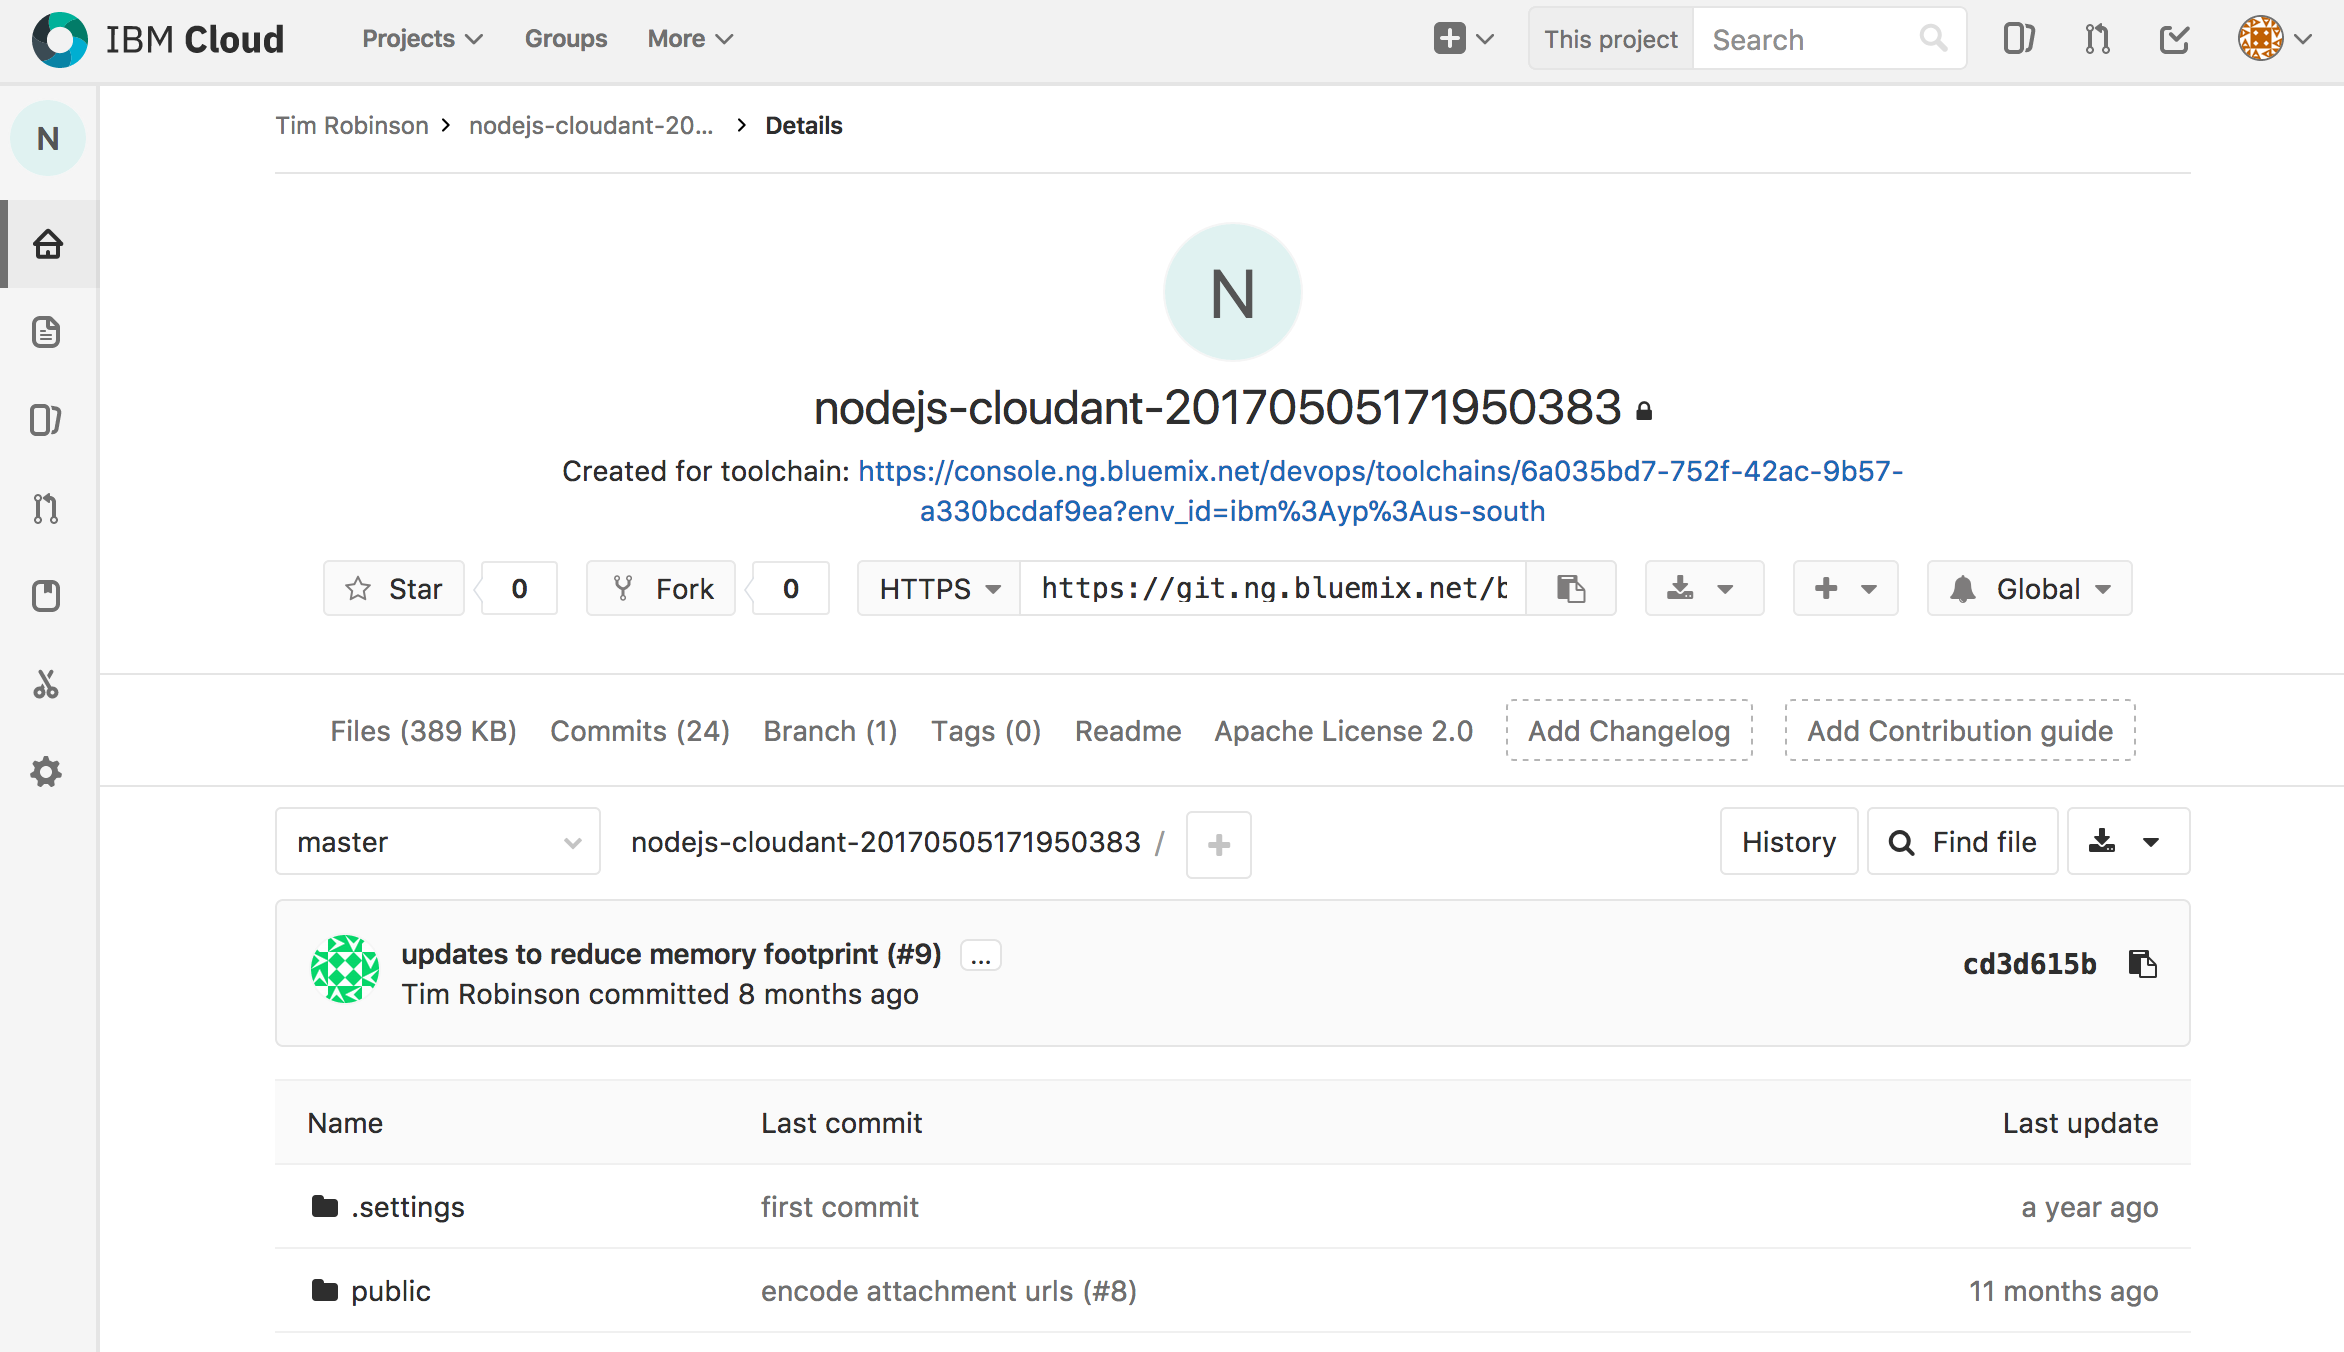 IBM Cloud Projects Groups More This project Search
N
Tim Robinson > nodejs-cloudant-20... > Details
N
nodejs-cloudant-20170505171950383
Created for toolchain: https://console.ng.bluemix.net/devops/toolchains/6a035bd7-752f-42ac-9b57-
a330bcdaf9ea?env_id=ibm%3Ayp%3Aus-south
Star 0 Fork 0 HTTPS https://git.ng.bluemix.net/b Global
Files (389 KB) Commits (24) Branch (1) Tags (0) Readme Apache License 2.0 Add Changelog Add Contribution guide
master nodejs-cloudant-20170505171950383 / + History Find file
updates to reduce memory footprint (#9) ...
Tim Robinson committed 8 months ago
cd3d615b
Name Last commit Last update
.settings first commit a year ago
public encode attachment urls (#8) 11 months ago